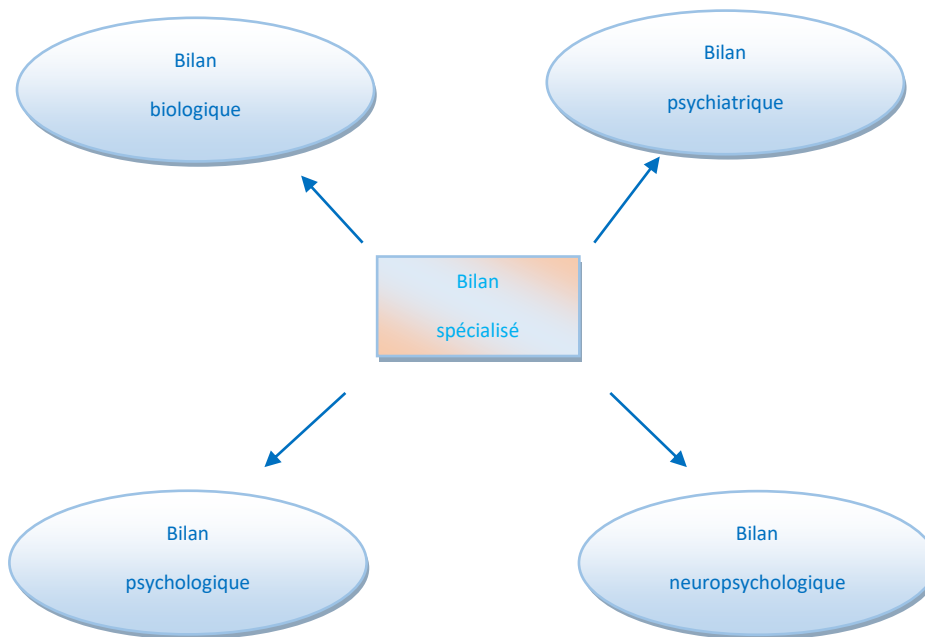 Bilan
biologique
Bilan
psychiatrique
Bilan
spécialisé
Bilan
psychologique
Bilan
neuropsychologique